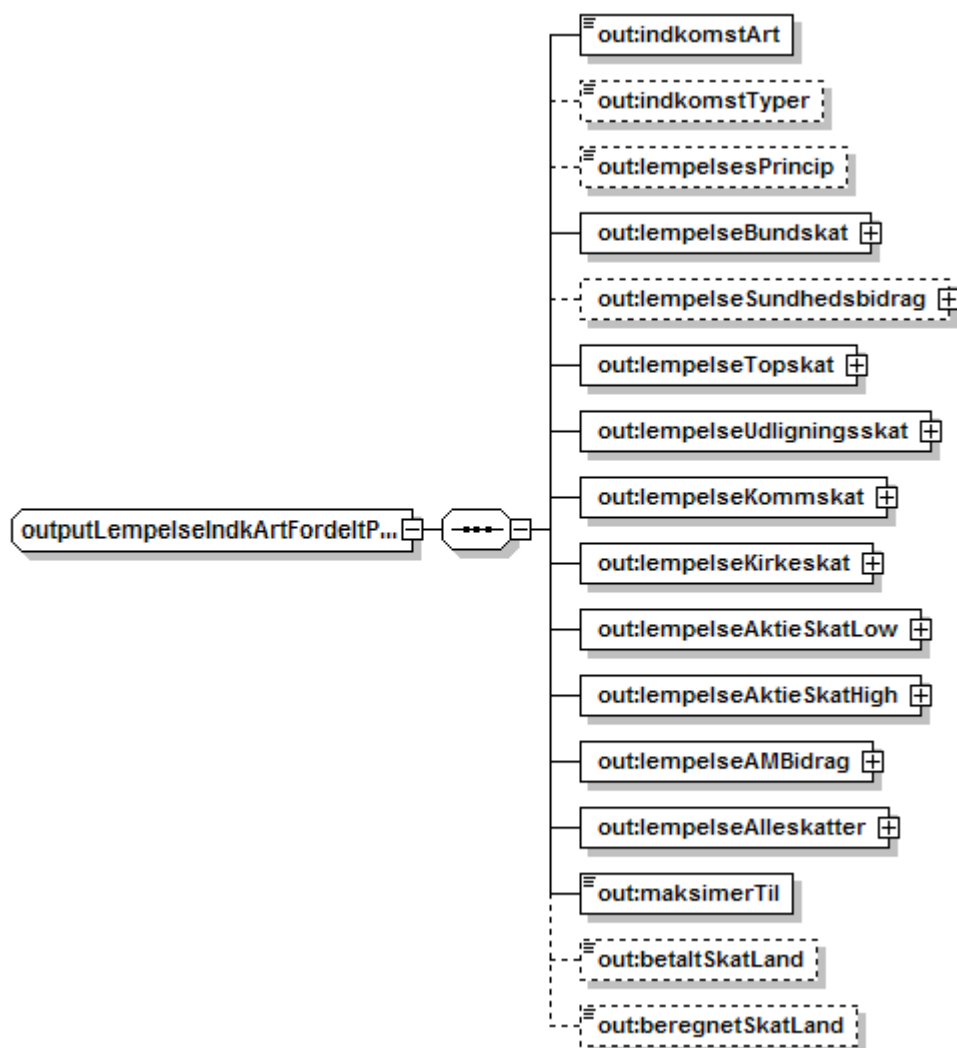 out:indkomstArt
out:indkomstTyper
out:lempelsesPrincip
out:lempelseBundskat
out:lempelseSundhedsbidrag
out:lempelseTopskat
out:lempelseUdligningsskat
out:lempelseKommskat
outputLempelseIndkArtFordeltP...
out:lempelseKirkeskat
out:lempelseAktieSkatLow
out:lempelseAktieSkatHigh
out:lempelseAMBidrag
out:lempelseAlleskatter
out:maksimerTil
out:betaltSkatLand
out:beregnetSkatLand